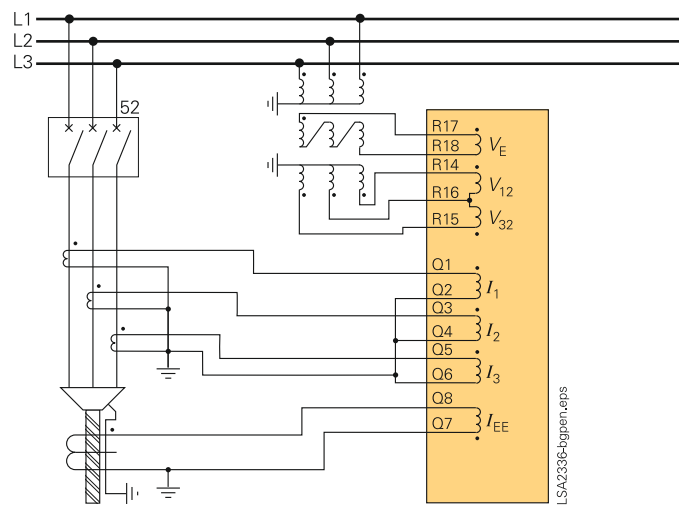 L1
L2
L3
52
R17
R18
V_E
R14
V_12
R16
V_32
R15
Q1
Q2
I_1
Q3
Q4
I_2
Q5
Q6
I_3
Q8
Q7
I_EE
LSA2336-bgpen.eps